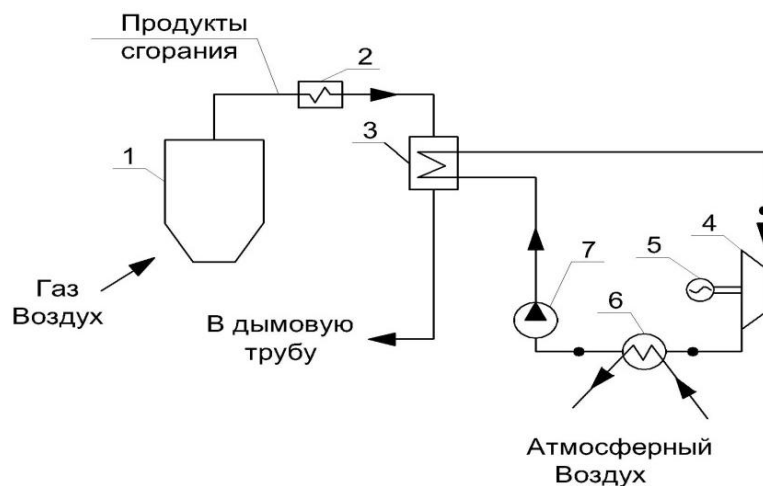 Продукты
сгорания
2
3
1
4
5
7
6
Газ
Воздух
В дымовую
трубу
Атмосферный
Воздух